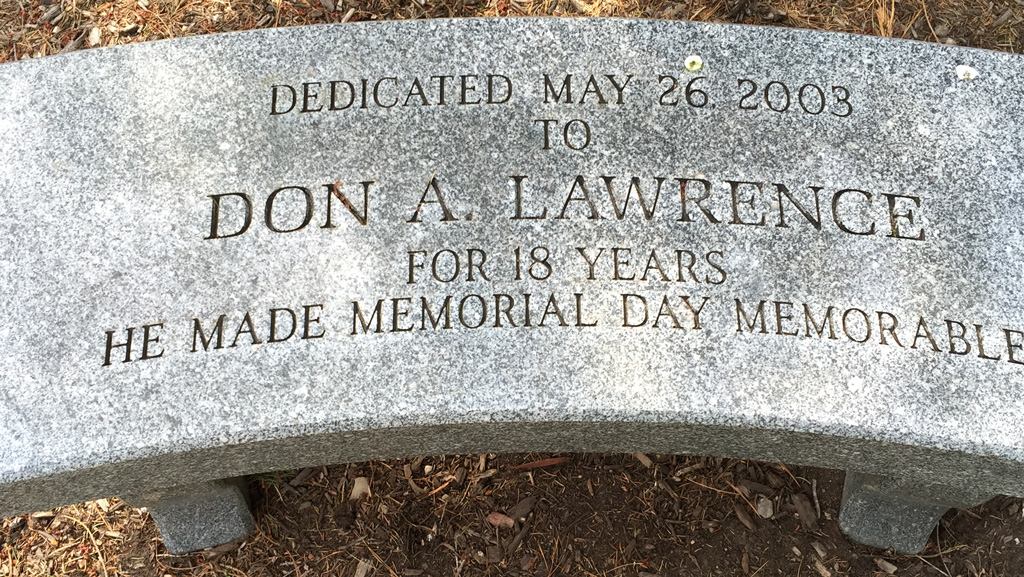 DEDICATED MAY 26, 2003
TO
DON A. LAWRENCE
FOR 18 YEARS
HE MADE MEMORIAL DAY MEMORABLE